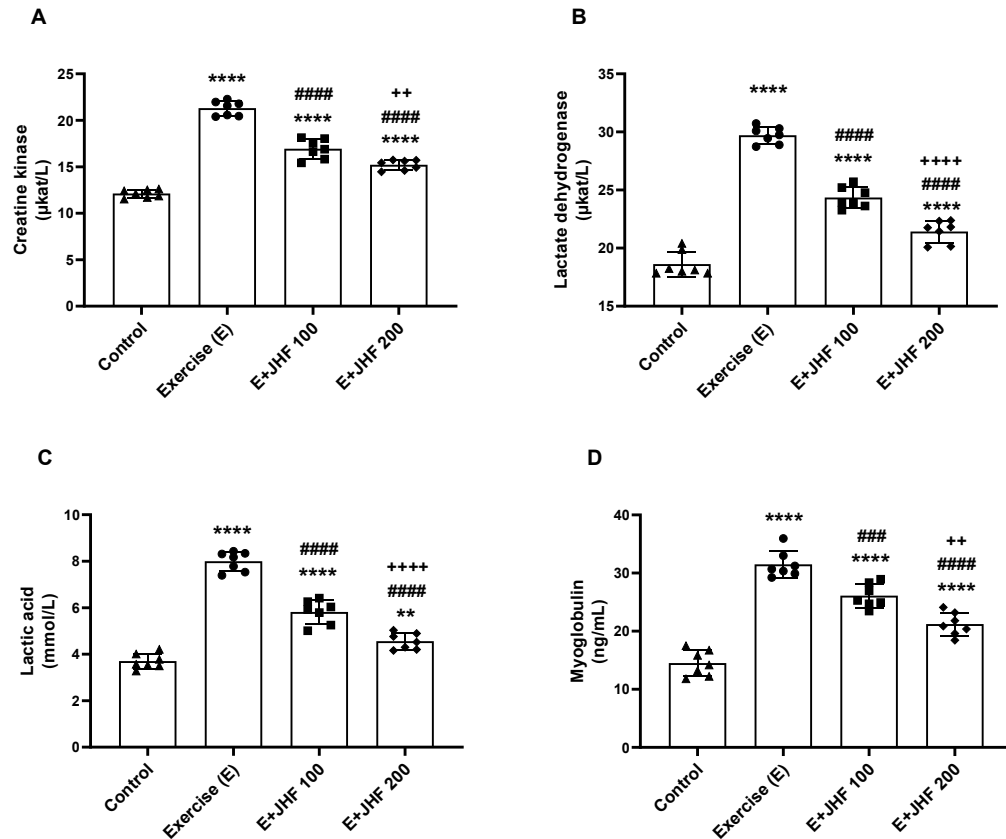 A
Creatine kinase
(µkat/L)
25
20
15
10
5
0
****
####
****
++
####
****
Control
Exercise (E)
E+JHF 100
E+JHF 200
B
Lactate dehydrogenase
(µkat/L)
35
30
25
20
15
****
####
****
++++
####
****
Control
Exercise (E)
E+JHF 100
E+JHF 200
C
Lactic acid
(mmol/L)
10
8
6
4
2
0
****
####
****
++++
####
**
Control
Exercise (E)
E+JHF 100
E+JHF 200
D
Myoglobulin
(ng/mL)
40
30
20
10
0
****
###
****
++
####
****
Control
Exercise (E)
E+JHF 100
E+JHF 200